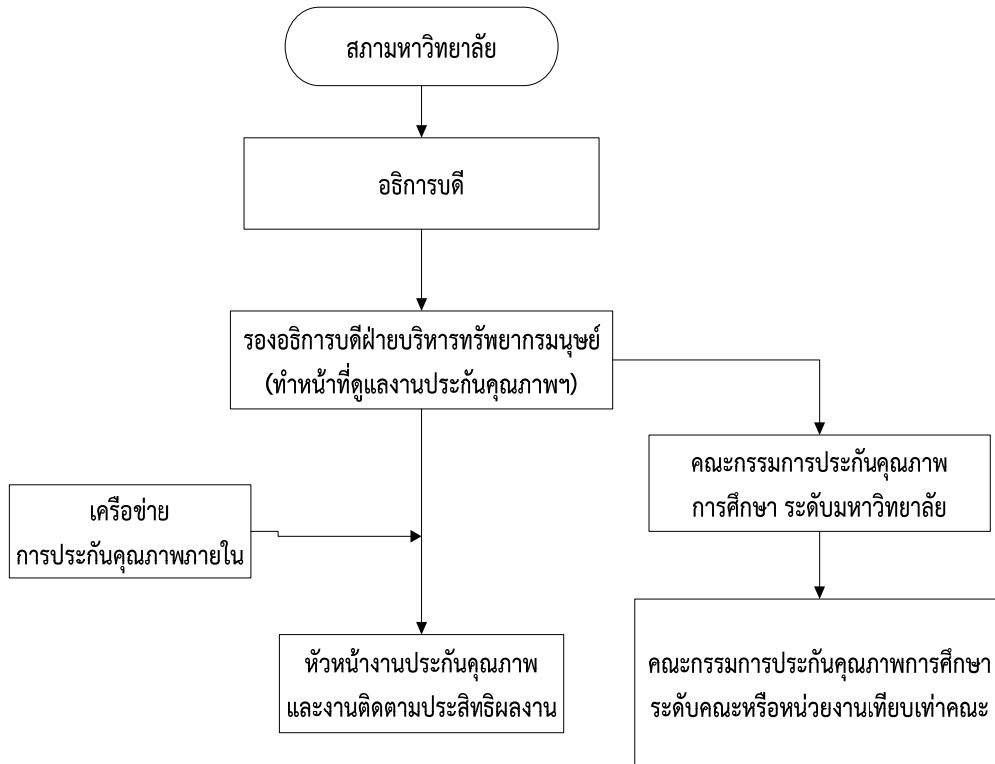 สภามหาวิทยาลัย
อธิการบดี
รองอธิการบดีฝ่ายบริหารทรัพยากรมนุษย์
(ทำหน้าที่ดูแลงานประกันคุณภาพฯ)
คณะกรรมการประกันคุณภาพ
การศึกษา ระดับมหาวิทยาลัย
เครือข่าย
การประกันคุณภาพภายใน
หัวหน้างานประกันคุณภาพ
และงานติดตามประสิทธิผลงาน
คณะกรรมการประกันคุณภาพการศึกษา
ระดับคณะหรือหน่วยงานเทียบเท่าคณะ